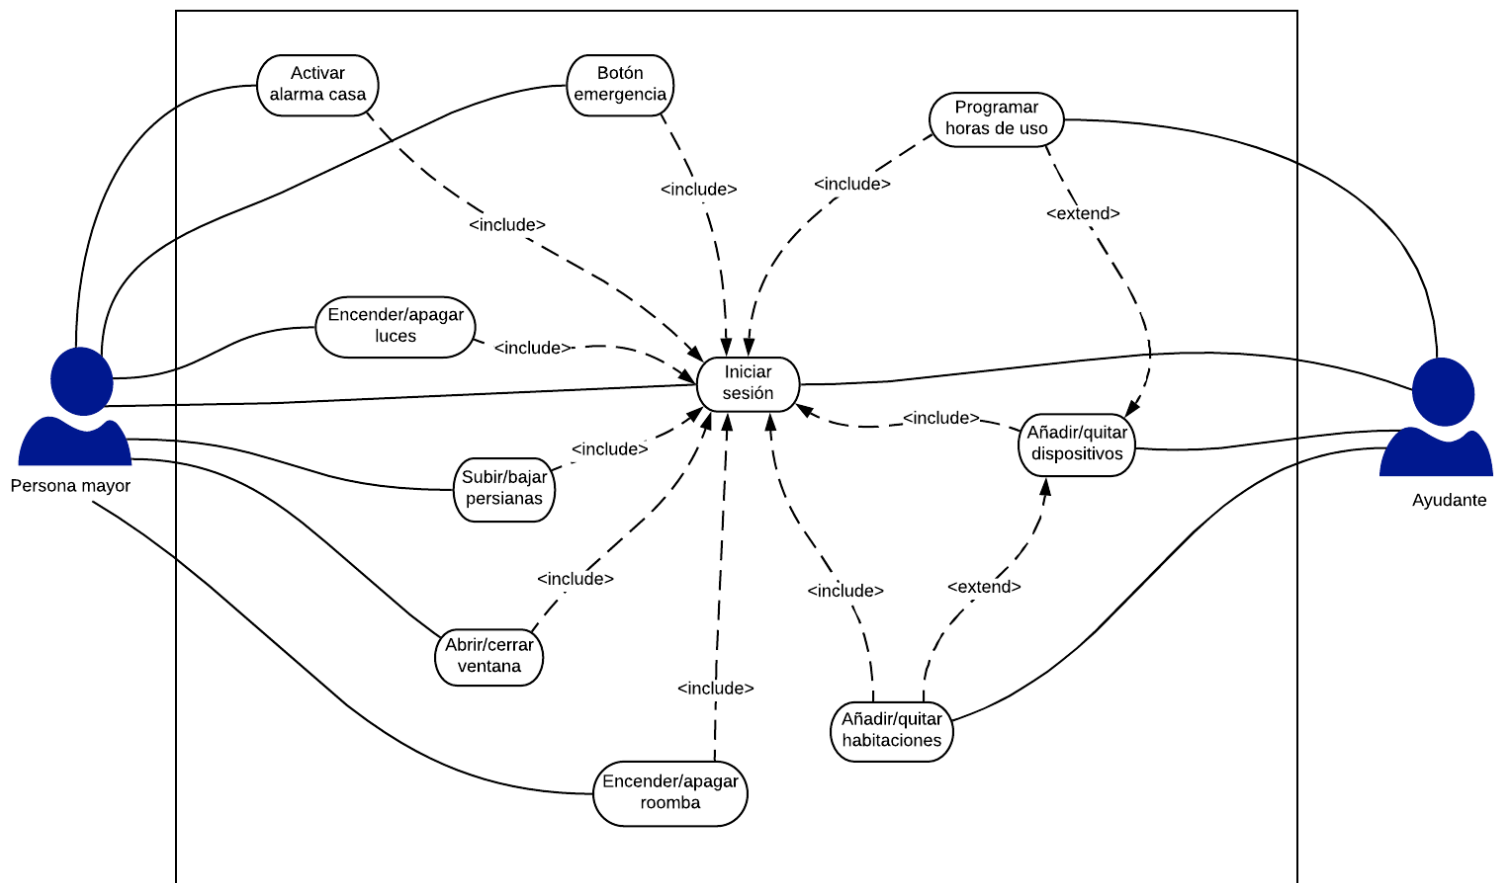 Activar
alarma casa
Botón
emergencia
Programar
horas de uso
<include>
<include>
<extend>
<include>
Encender/apagar
luces
<include>
Iniciar
sesión
<include>
Añadir/quitar
dispositivos
<include>
Subir/bajar
persianas
Persona mayor
Ayudante
<include>
<include>
<extend>
Abrir/cerrar
ventana
<include>
Añadir/quitar
habitaciones
Encender/apagar
roomba